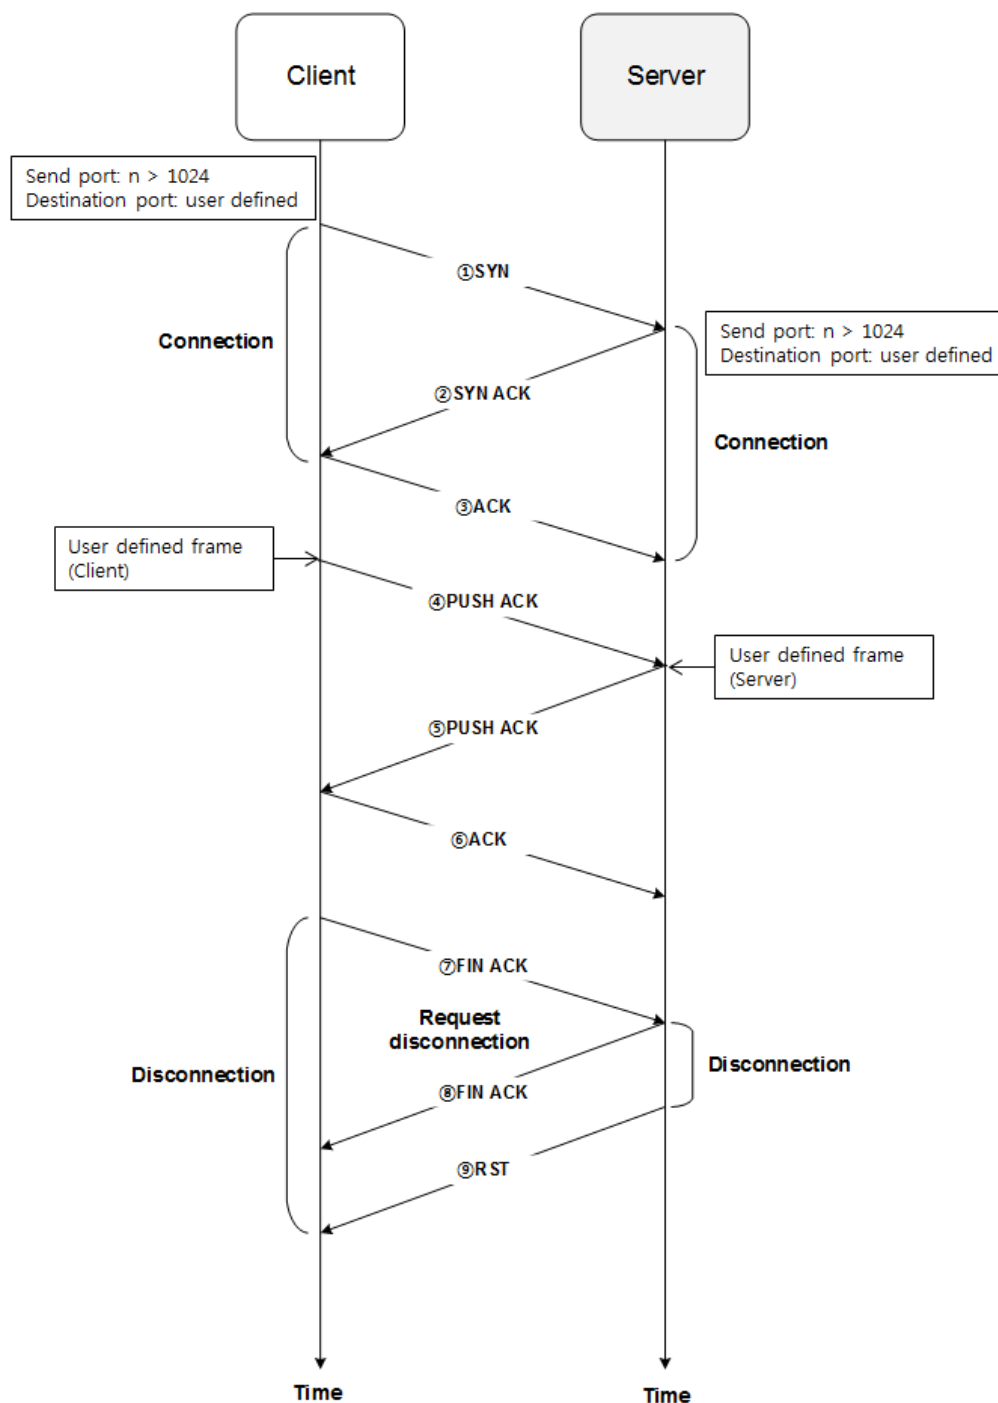 Client
Server
Send port: n > 1024
Destination port: user defined
①SYN
Connection
Send port: n > 1024
Destination port: user defined
②SYN ACK
Connection
③ACK
User defined frame
(Client)
④PUSH ACK
User defined frame
(Server)
⑤PUSH ACK
⑥ACK
⑦FIN ACK
Request
disconnection
Disconnection
Disconnection
⑧FIN ACK
⑨RST
Time
Time